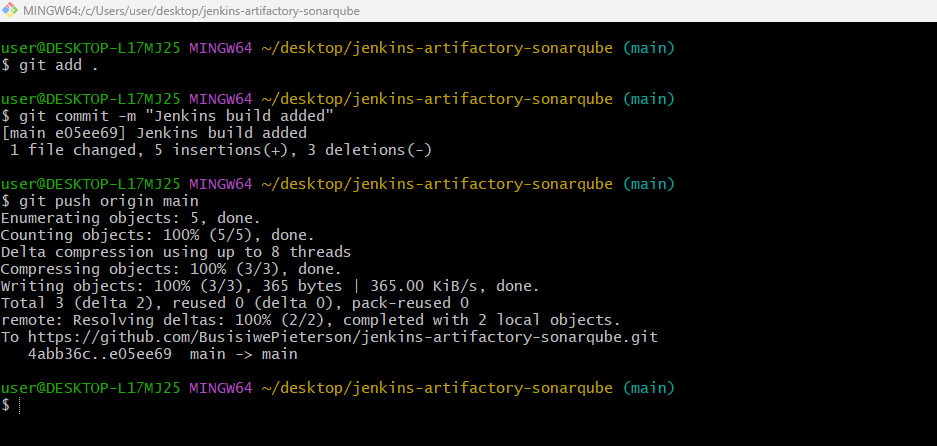 MINGW64:/c/Users/user/desktop/jenkins-artifactory-sonarqube
user@DESKTOP-L17MJ25 MINGW64 ~/desktop/jenkins-artifactory-sonarqube (main)
$ git add .
user@DESKTOP-L17MJ25 MINGW64 ~/desktop/jenkins-artifactory-sonarqube (main)
$ git commit -m "Jenkins build added"
[main e05ee69] Jenkins build added
 1 file changed, 5 insertions(+), 3 deletions(-)
user@DESKTOP-L17MJ25 MINGW64 ~/desktop/jenkins-artifactory-sonarqube (main)
$ git push origin main
Enumerating objects: 5, done.
Counting objects: 100% (5/5), done.
Delta compression using up to 8 threads
Compressing objects: 100% (3/3), done.
Writing objects: 100% (3/3), 365 bytes | 365.00 KiB/s, done.
Total 3 (delta 2), reused 0 (delta 0), pack-reused 0
remote: Resolving deltas: 100% (2/2), completed with 2 local objects.
To https://github.com/BusisiwePieterson/jenkins-artifactory-sonarqube.git
   4abb36c..e05ee69  main -> main
user@DESKTOP-L17MJ25 MINGW64 ~/desktop/jenkins-artifactory-sonarqube (main)
$